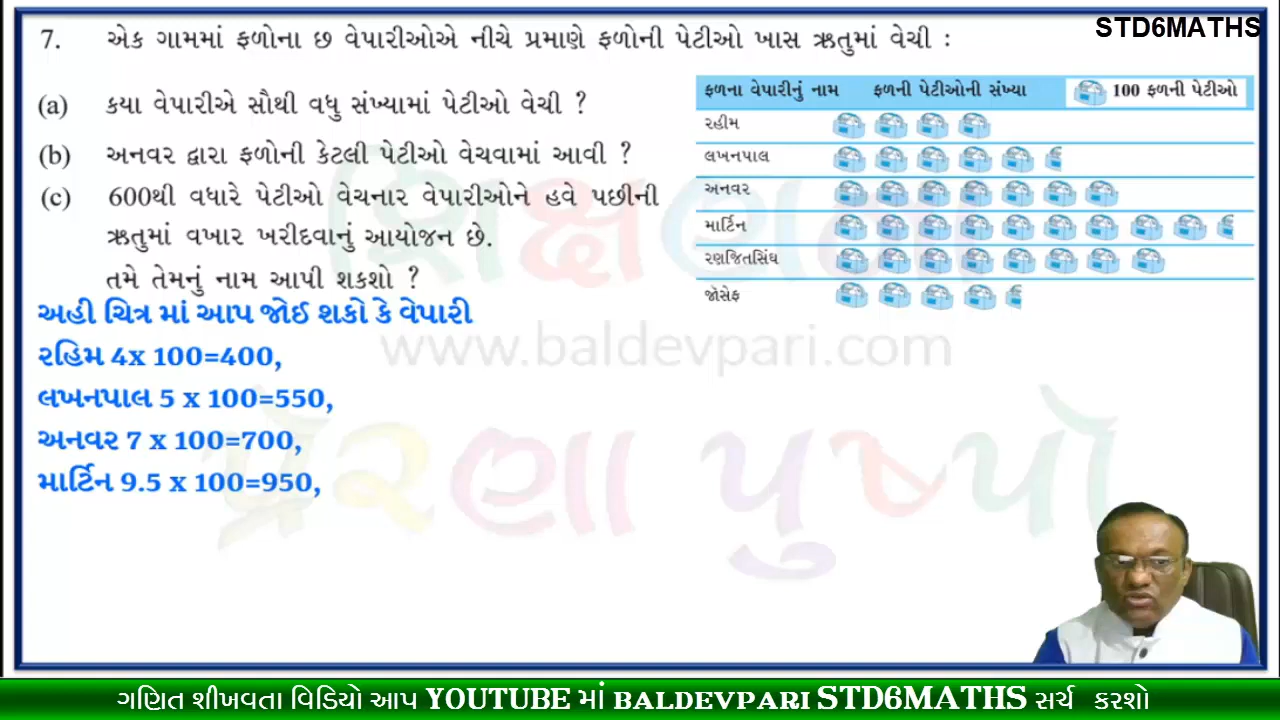 STD6MATHS
7. એક ગામમાં ફળોના છ વેપારીઓએ નીચે પ્રમાણે ફળોની પેટીઓ ખાસ ઋતુમાં વેચી :
(a) કયા વેપારીએ સૌથી વધુ સંખ્યામાં પેટીઓ વેચી ?
(b) અનવર દ્વારા ફળોની કેટલી પેટીઓ વેચવામાં આવી ?
(c) 600થી વધારે પેટીઓ વેચનાર વેપારીઓને હવે પછીની
ઋતુમાં વખાર ખરીદવાનું આયોજન છે.
તમે તેમનું નામ આપી શકશો ?
ફળના વેપારીનું નામ ફળની પેટીઓની સંખ્યા 100 ફળની પેટીઓ
રહીમ
લખનપાલ
અનવર
માર્ટિન
રણજિતસિંઘ
જૉસેફ
અહી ચિત્ર માં આપ જોઈ શકો કે વેપારી
રહિમ 4x 100=400,
લખનપાલ 5 x 100=550,
અનવર 7 x 100=700,
માર્ટિન 9.5 x 100=950,
www.baldevpari.com
પ્રેરણા પુષ્પો
ગણિત શીખવતા વિડિયો આપ YOUTUBE માં BALDEVPARI STD6MATHS સર્ચ કરશો